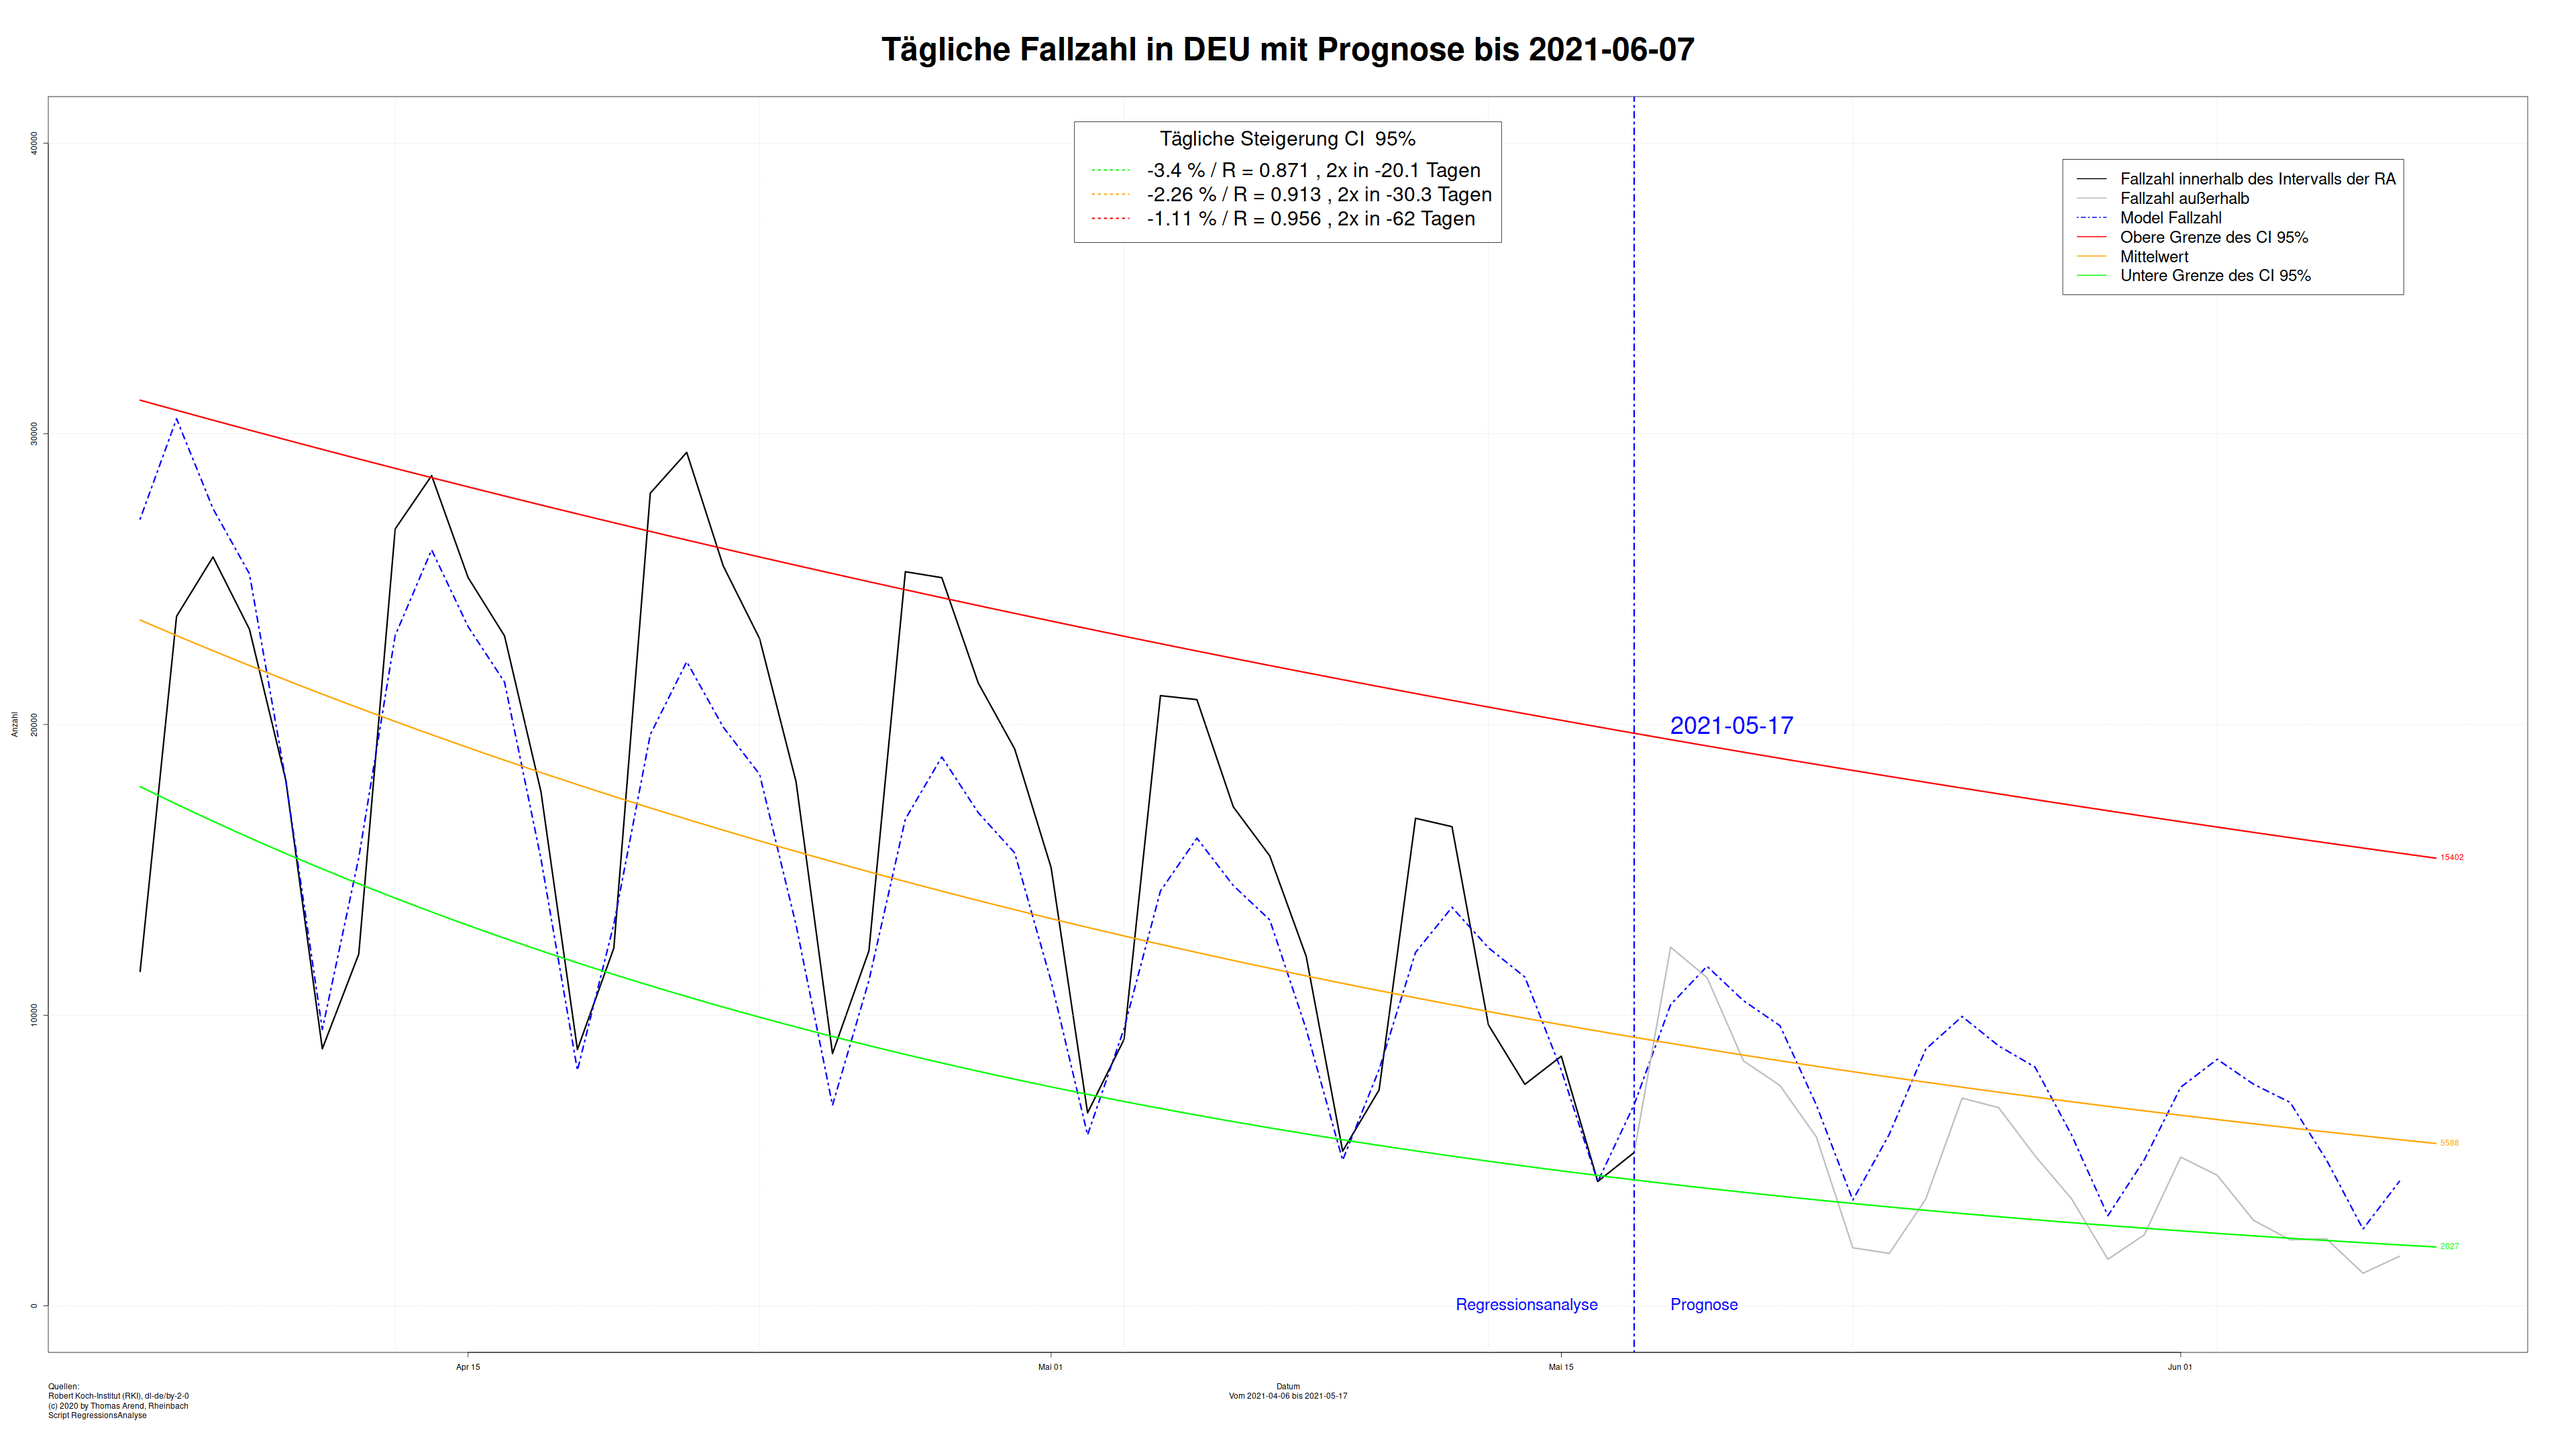 Tägliche Fallzahl in DEU mit Prognose bis 2021-06-07
Tägliche Steigerung CI  95%
-3.4 % / R = 0.871 , 2x in -20.1 Tagen
-2.26 % / R = 0.913 , 2x in -30.3 Tagen
-1.11 % / R = 0.956 , 2x in -62 Tagen
Fallzahl innerhalb des Intervalls der RA
Fallzahl außerhalb
Model Fallzahl
Obere Grenze des CI 95%
Mittelwert
Untere Grenze des CI 95%
Anzahl
40000
30000
20000
10000
0
2021-05-17
15402
5588
2027
Regressionsanalyse
Prognose
Apr 15
Mai 01
Mai 15
Jun 01
Datum
Vom 2021-04-06 bis 2021-05-17
Quellen:
Robert Koch-Institut (RKI), dl-de/by-2-0
(c) 2020 by Thomas Arend, Rheinbach
Script RegressionsAnalyse